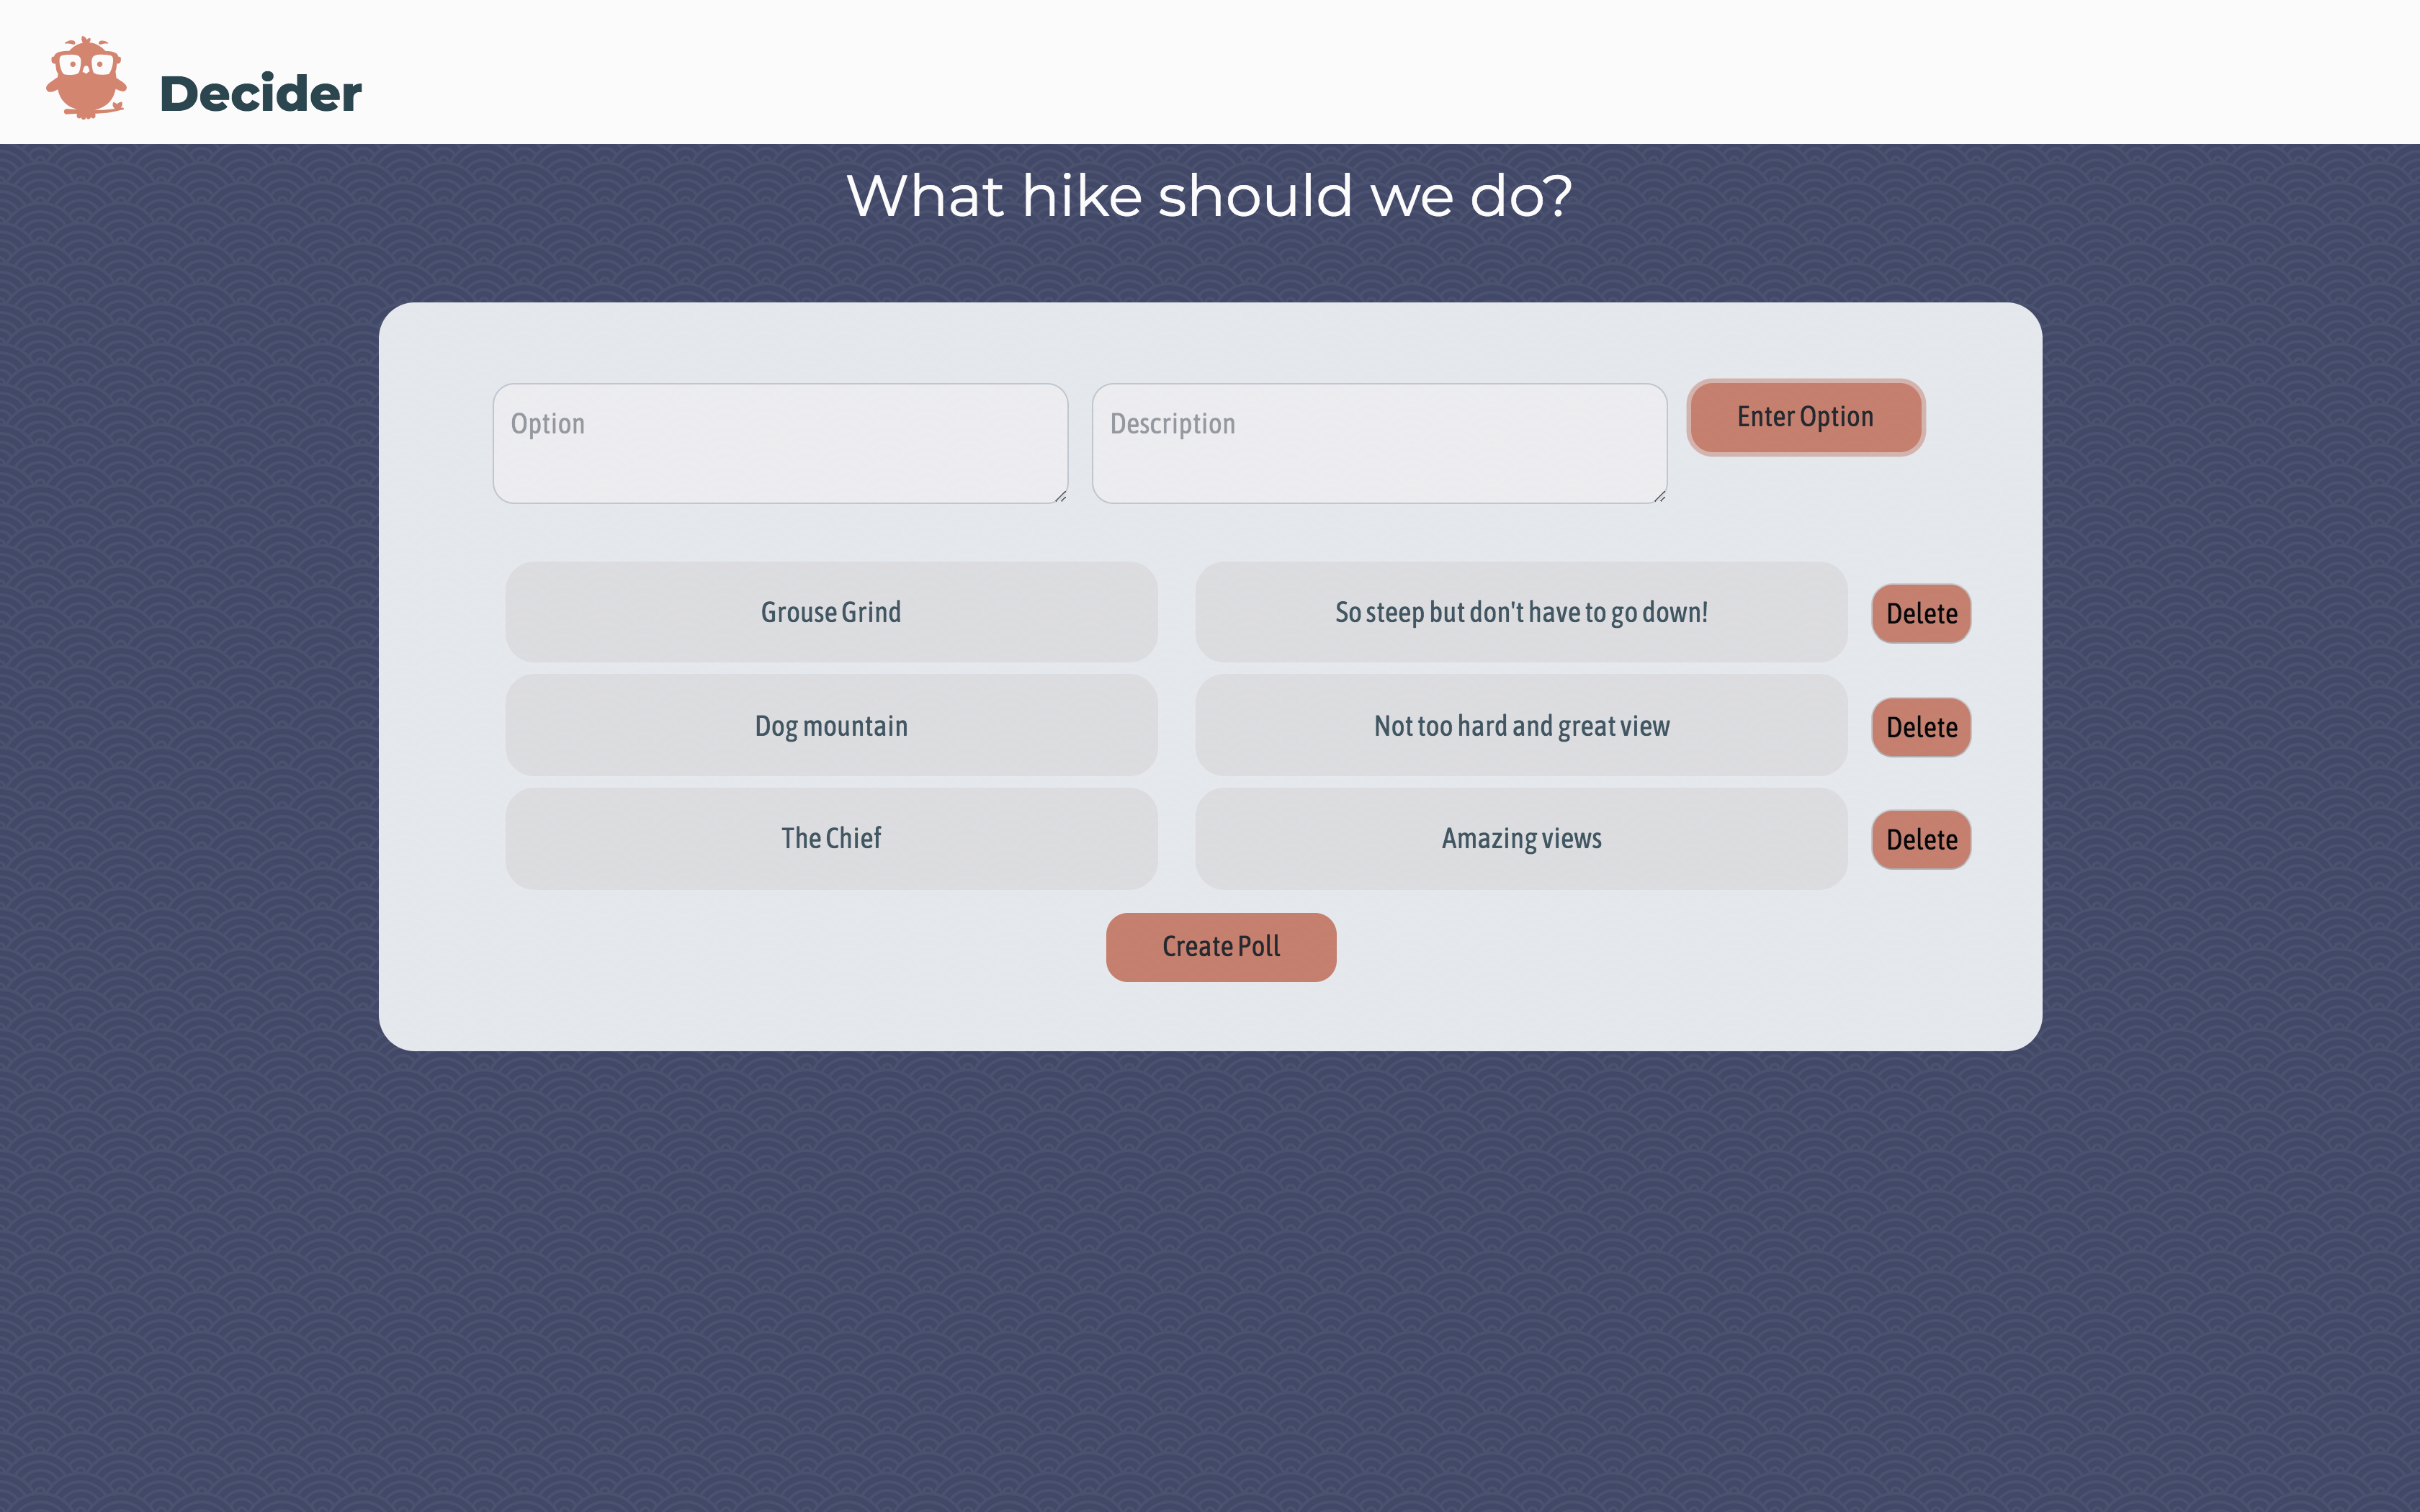 Decider
What hike should we do?
Option
Description
Enter Option
Grouse Grind
So steep but don't have to go down!
Delete
Dog mountain
Not too hard and great view
Delete
The Chief
Amazing views
Delete
Create Poll